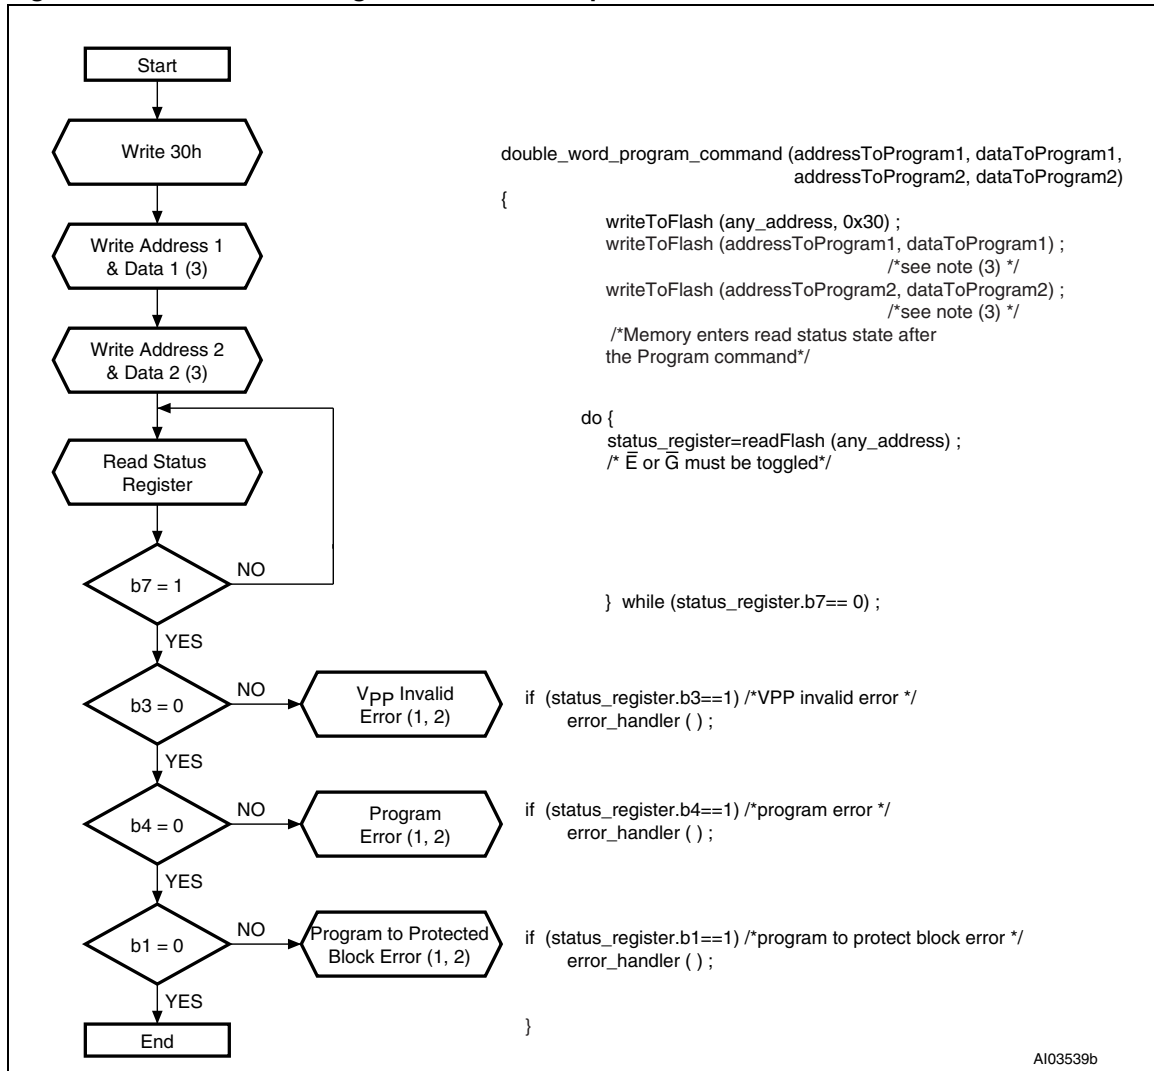 Start
Write 30h
Write Address 1
& Data 1 (3)
Write Address 2
& Data 2 (3)
Read Status
Register
b7 = 1
NO
YES
b3 = 0
NO
VPP Invalid
Error (1, 2)
YES
b4 = 0
NO
Program
Error (1, 2)
YES
b1 = 0
NO
Program to Protected
Block Error (1, 2)
YES
End
double_word_program_command (addressToProgram1, dataToProgram1,
addressToProgram2, dataToProgram2)
{
writeToFlash (any_address, 0x30) ;
writeToFlash (addressToProgram1, dataToProgram1) ;
/*see note (3) */
writeToFlash (addressToProgram2, dataToProgram2) ;
/*see note (3) */
/*Memory enters read status state after
the Program command*/
do {
status_register=readFlash (any_address) ;
/* E̅ or G̅ must be toggled*/
} while (status_register.b7== 0) ;
if (status_register.b3==1) /*VPP invalid error */
error_handler ( ) ;
if (status_register.b4==1) /*program error */
error_handler ( ) ;
if (status_register.b1==1) /*program to protect block error */
error_handler ( ) ;
}
AI03539b